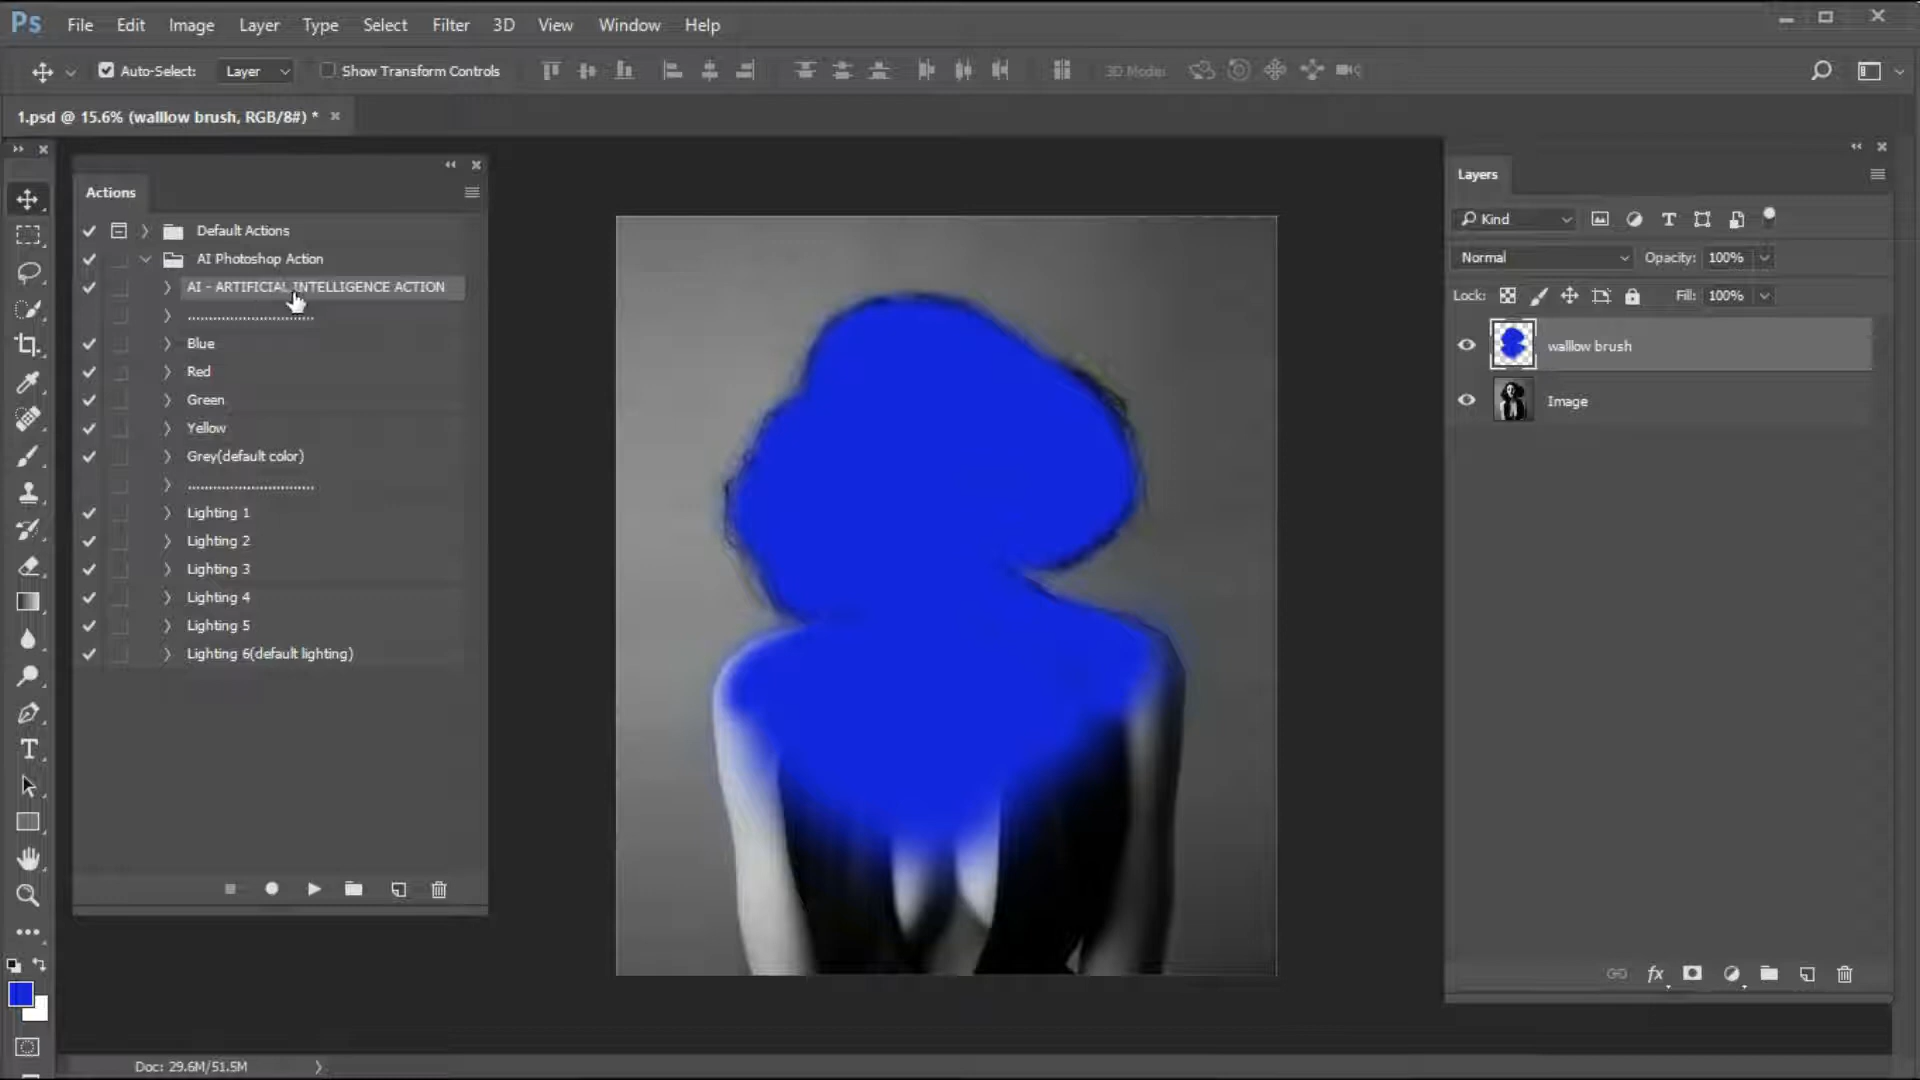 Ps File Edit Image Layer Type Select Filter 3D View Window Help
Auto-Select: Layer Show Transform Controls 3D Mode:
1.psd @ 15.6% (walllow brush, RGB/8#) *
Actions
Default Actions
AI Photoshop Action
AI - ARTIFICIAL INTELLIGENCE ACTION
..............................
Blue
Red
Green
Yellow
Grey(default color)
..............................
Lighting 1
Lighting 2
Lighting 3
Lighting 4
Lighting 5
Lighting 6(default lighting)
Layers
Kind
Normal Opacity: 100%
Lock: Fill: 100%
walllow brush
Image
Doc: 29.6M/51.5M